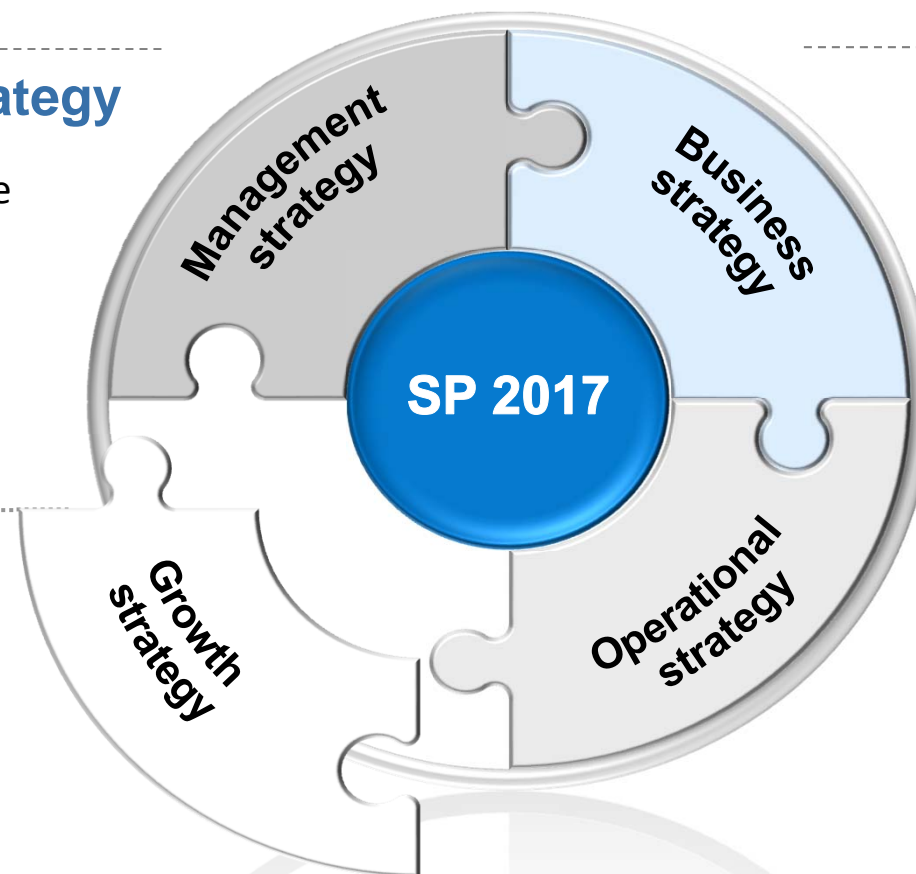 ategy
e
Management
strategy
Business
strategy
SP 2017
Growth
strategy
Operational
strategy